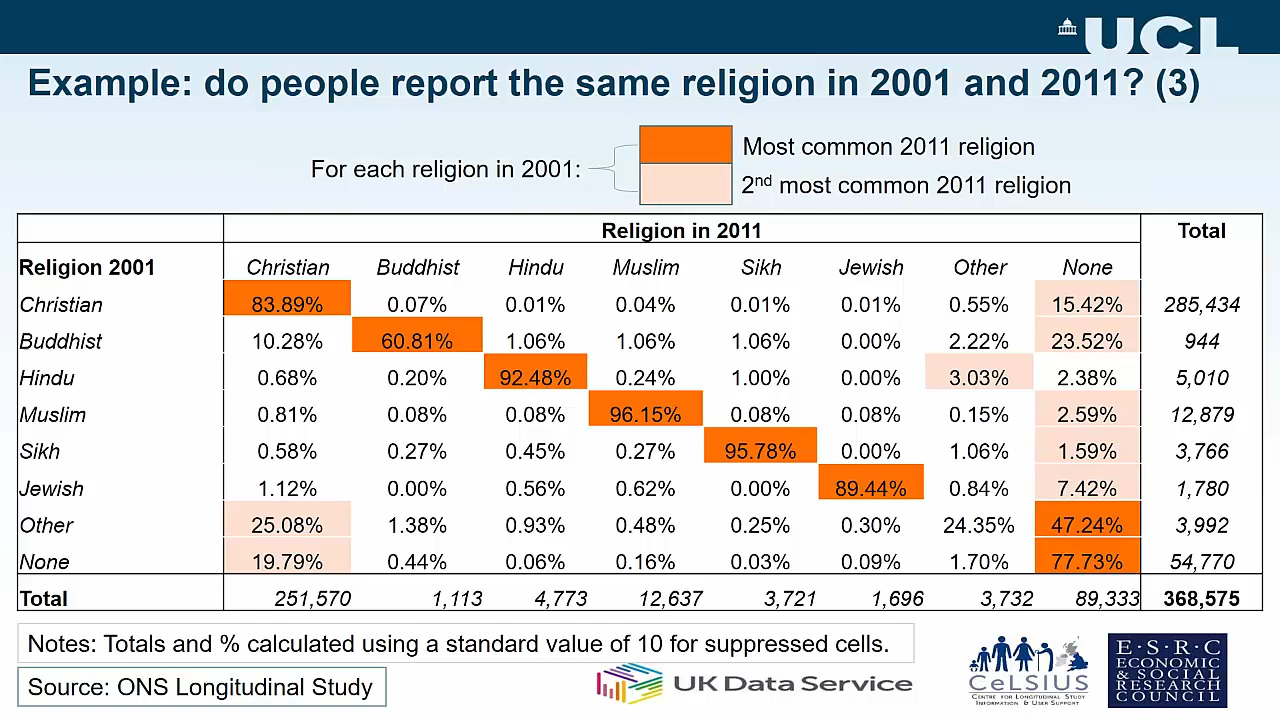 UCL
Example: do people report the same religion in 2001 and 2011? (3)
For each religion in 2001:
Most common 2011 religion
2nd most common 2011 religion
Religion in 2011 Total
Religion 2001 Christian Buddhist Hindu Muslim Sikh Jewish Other None
Christian 83.89% 0.07% 0.01% 0.04% 0.01% 0.01% 0.55% 15.42% 285,434
Buddhist 10.28% 60.81% 1.06% 1.06% 1.06% 0.00% 2.22% 23.52% 944
Hindu 0.68% 0.20% 92.48% 0.24% 1.00% 0.00% 3.03% 2.38% 5,010
Muslim 0.81% 0.08% 0.08% 96.15% 0.08% 0.08% 0.15% 2.59% 12,879
Sikh 0.58% 0.27% 0.45% 0.27% 95.78% 0.00% 1.06% 1.59% 3,766
Jewish 1.12% 0.00% 0.56% 0.62% 0.00% 89.44% 0.84% 7.42% 1,780
Other 25.08% 1.38% 0.93% 0.48% 0.25% 0.30% 24.35% 47.24% 3,992
None 19.79% 0.44% 0.06% 0.16% 0.03% 0.09% 1.70% 77.73% 54,770
Total 251,570 1,113 4,773 12,637 3,721 1,696 3,732 89,333 368,575
Notes: Totals and % calculated using a standard value of 10 for suppressed cells.
Source: ONS Longitudinal Study
UK Data Service
CeLSIUS
Centre for Longitudinal Study
Information & User Support
E·S·R·C
ECONOMIC
& SOCIAL
RESEARCH
COUNCIL